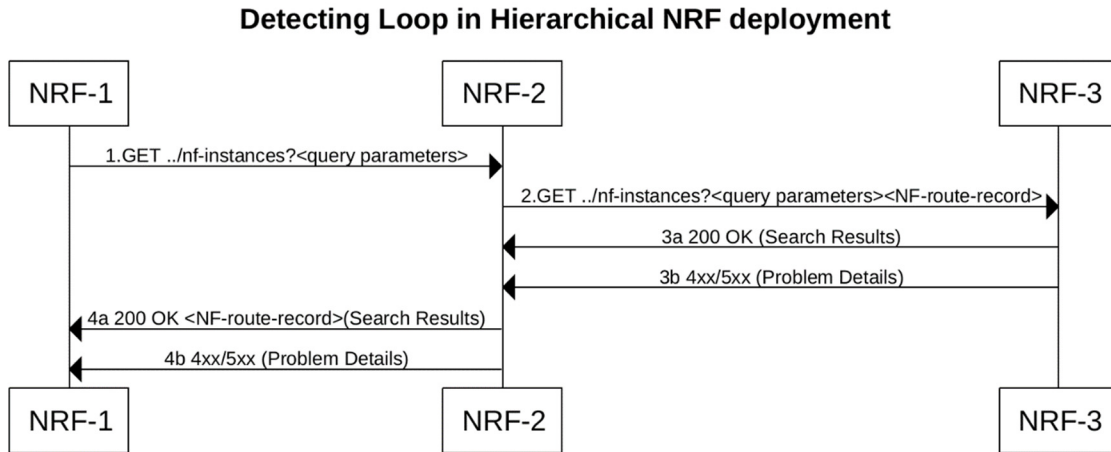 Detecting Loop in Hierarchical NRF deployment
NRF-1
NRF-2
NRF-3
1.GET ../nf-instances?<query parameters>
2.GET ../nf-instances?<query parameters><NF-route-record>
3a 200 OK (Search Results)
3b 4xx/5xx (Problem Details)
4a 200 OK <NF-route-record>(Search Results)
4b 4xx/5xx (Problem Details)
NRF-1
NRF-2
NRF-3